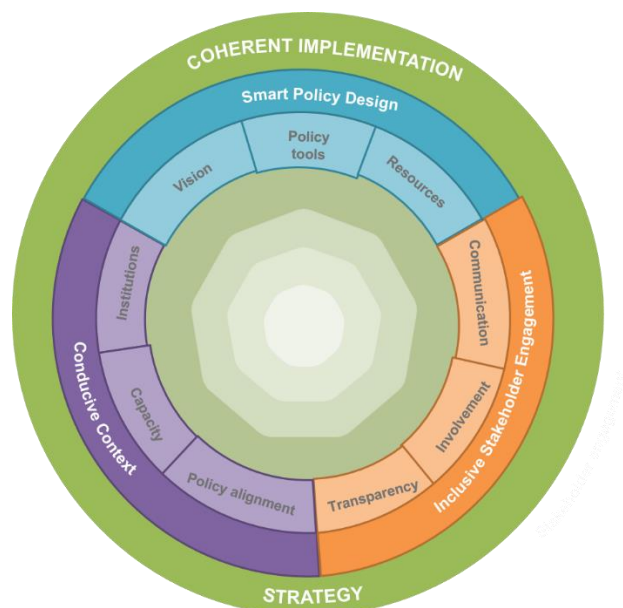 COHERENT IMPLEMENTATION
Smart Policy Design
Policy
tools
Vision
Resources
Institutions
Communication
Conducive Context
Inclusive Stakeholder Engagement
Capacity
Involvement
Policy alignment
Transparency
STRATEGY